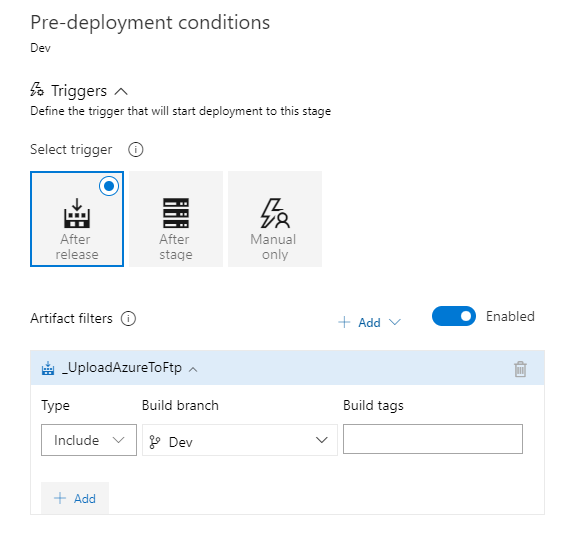 Pre-deployment conditions
Dev
Triggers
Define the trigger that will start deployment to this stage
Select trigger
After
release
After
stage
Manual
only
Artifact filters
Add
Enabled
_UploadAzureToFtp
Type
Build branch
Build tags
Include
Dev
Add